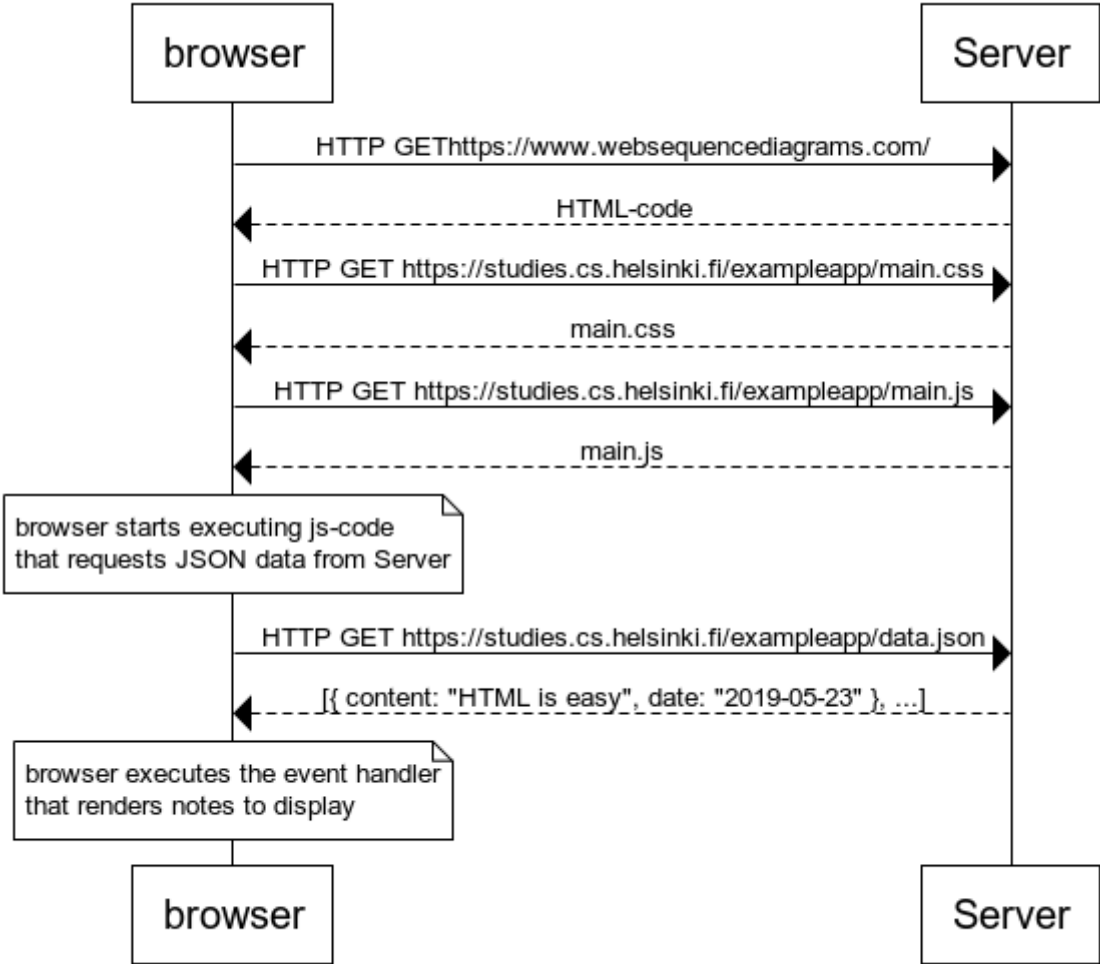 browser
Server
HTTP GEThttps://www.websequencediagrams.com/
HTML-code
HTTP GET https://studies.cs.helsinki.fi/exampleapp/main.css
main.css
HTTP GET https://studies.cs.helsinki.fi/exampleapp/main.js
main.js
browser starts executing js-code
that requests JSON data from Server
HTTP GET https://studies.cs.helsinki.fi/exampleapp/data.json
[{ content: "HTML is easy", date: "2019-05-23" }, ...]
browser executes the event handler
that renders notes to display
browser
Server